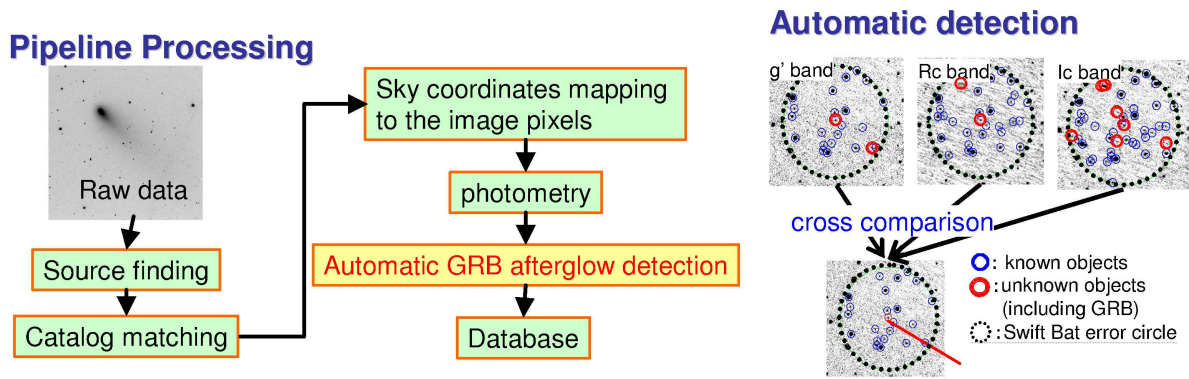 Pipeline Processing
Raw data
Source finding
Catalog matching
Sky coordinates mapping
to the image pixels
photometry
Automatic GRB afterglow detection
Database
Automatic detection
g' band
Rc band
Ic band
cross comparison
: known objects
: unknown objects
(including GRB)
: Swift Bat error circle